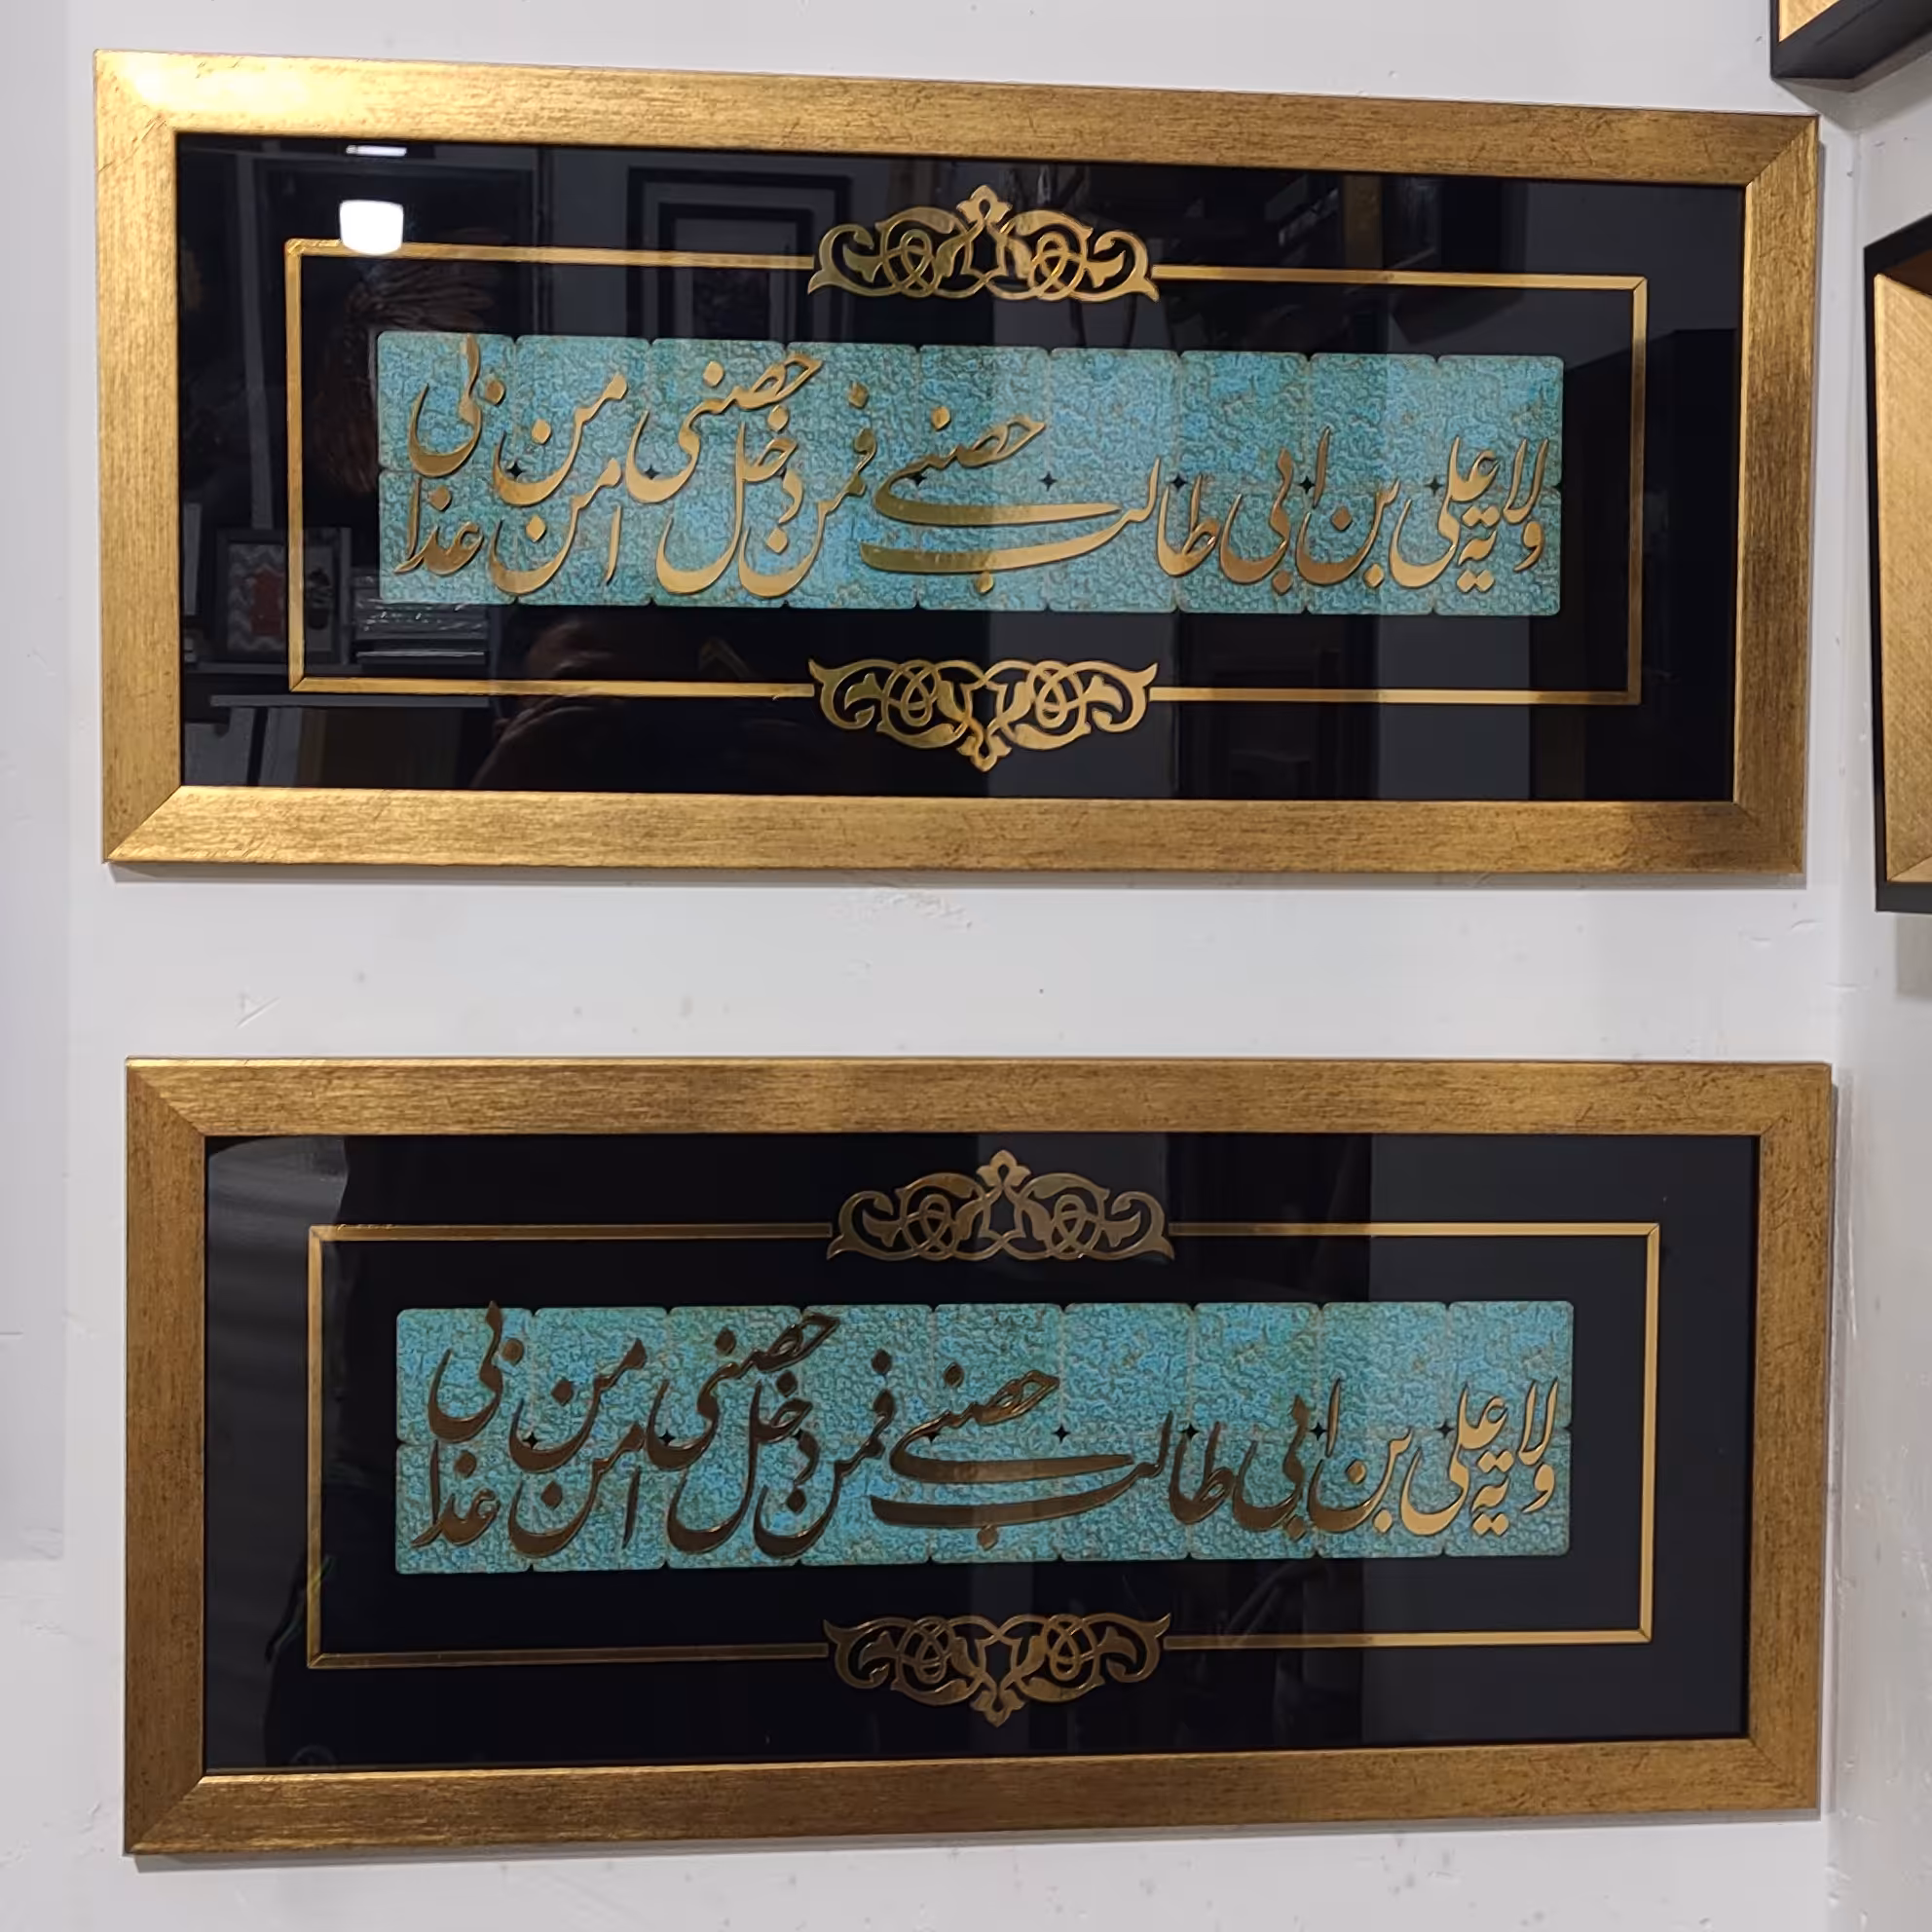 ولایة علی بن ابی طالب حصنی فمن دخل حصنی امن من عذابی
ولایة علی بن ابی طالب حصنی فمن دخل حصنی امن من عذابی